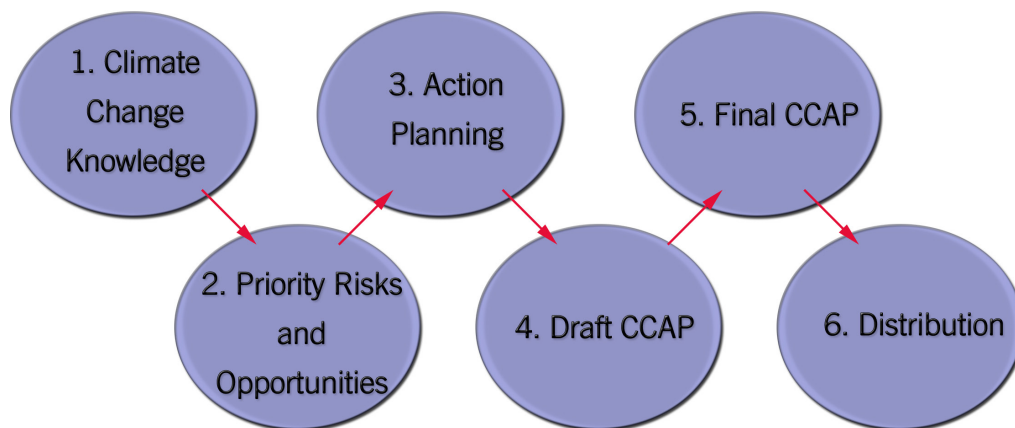 1. Climate
Change
Knowledge
2. Priority Risks
and
Opportunities
3. Action
Planning
4. Draft CCAP
5. Final CCAP
6. Distribution